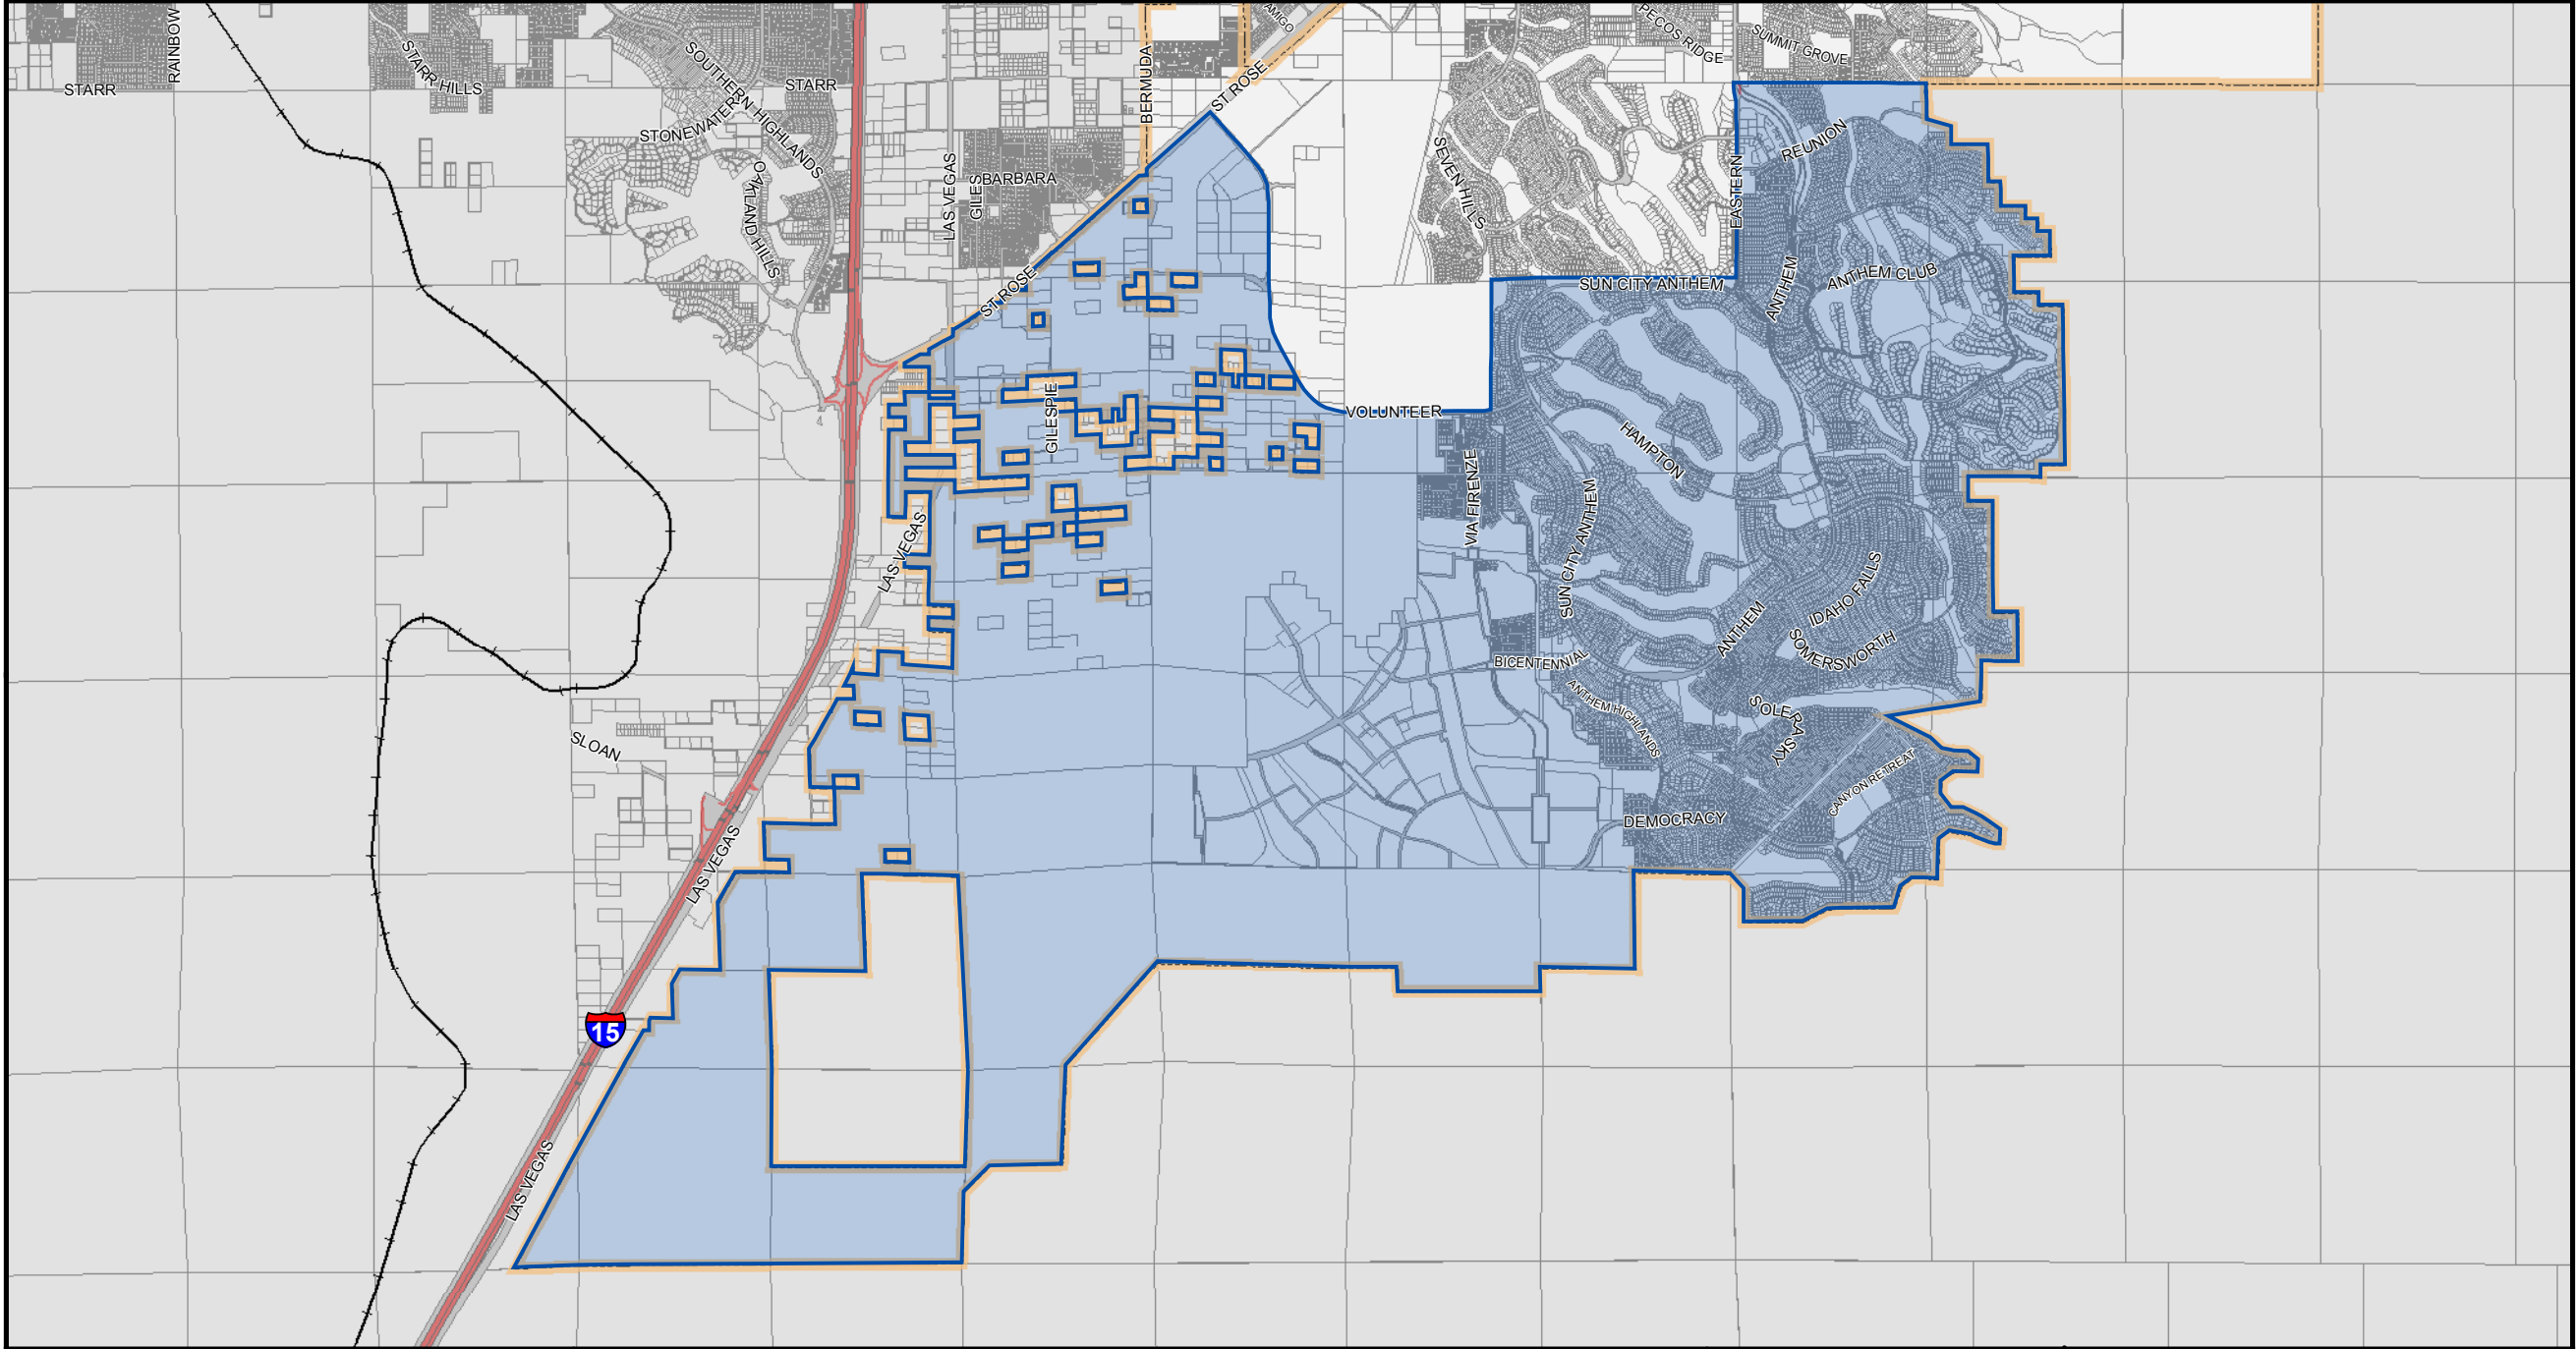 RAINBOW
STARR
STARR HILLS
SOUTHERN HIGHLANDS
STARR
STONEWATER
OAKLAND HILLS
LAS VEGAS
GILES
BARBARA
BERMUDA
AMIGO
ST ROSE
PECOS RIDGE
SUMMIT GROVE
SEVEN HILLS
EASTERN
REUNION
ST ROSE
SUN CITY ANTHEM
ANTHEM
ANTHEM CLUB
GILESPIE
VOLUNTEER
HAMPTON
VIA FIRENZE
SUN CITY ANTHEM
LAS VEGAS
IDAHO FALLS
ANTHEM
SOMERSWORTH
BICENTENNIAL
ANTHEM HIGHLANDS
SOLERA SKY
SLOAN
CANYON RETREAT
DEMOCRACY
LAS VEGAS
15
LAS VEGAS